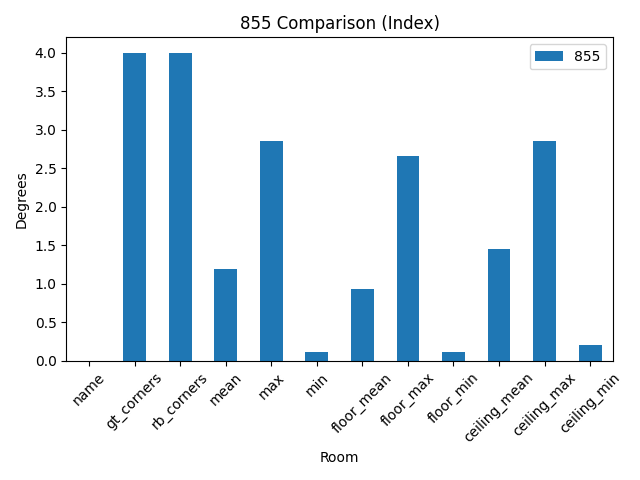 855 Comparison (Index)
855
Degrees
4.0
3.5
3.0
2.5
2.0
1.5
1.0
0.5
0.0
name
gt_corners
rb_corners
mean
max
min
floor_mean
floor_max
floor_min
ceiling_mean
ceiling_max
ceiling_min
Room